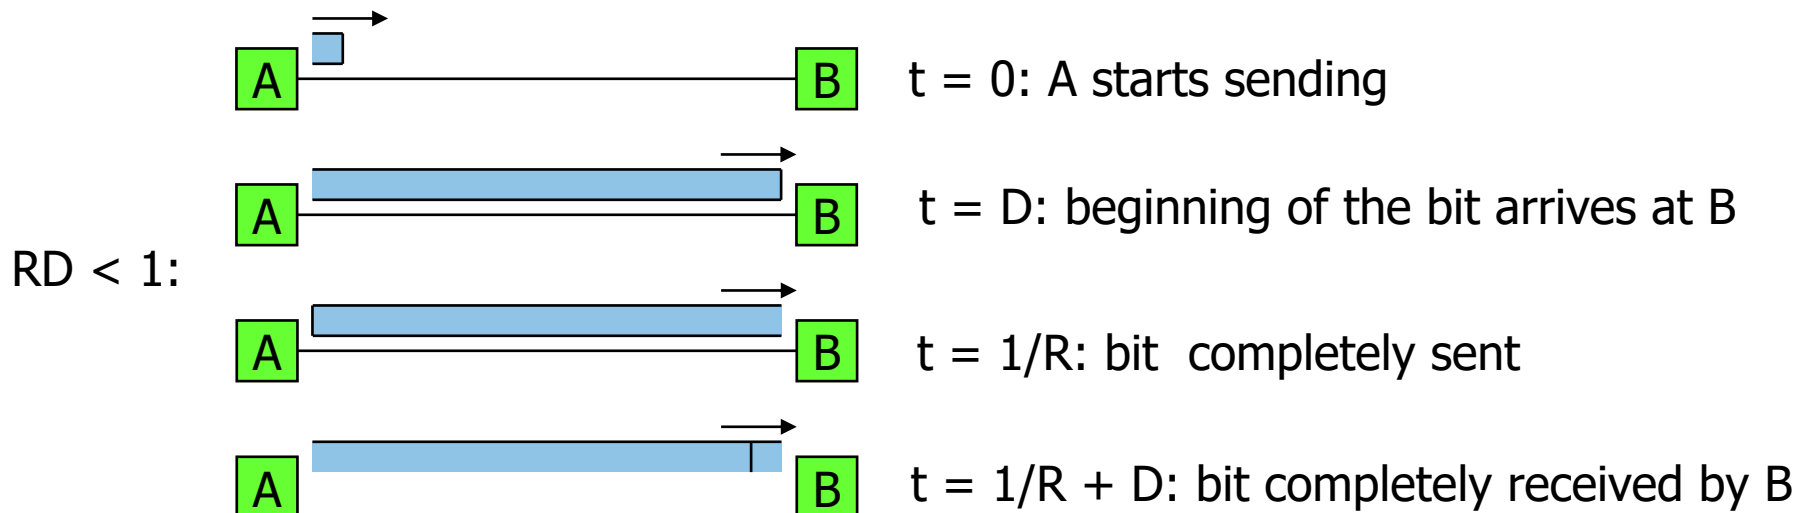 A B t = 0: A starts sending
A B t = D: beginning of the bit arrives at B
RD < 1:
A B t = 1/R: bit completely sent
A B t = 1/R + D: bit completely received by B